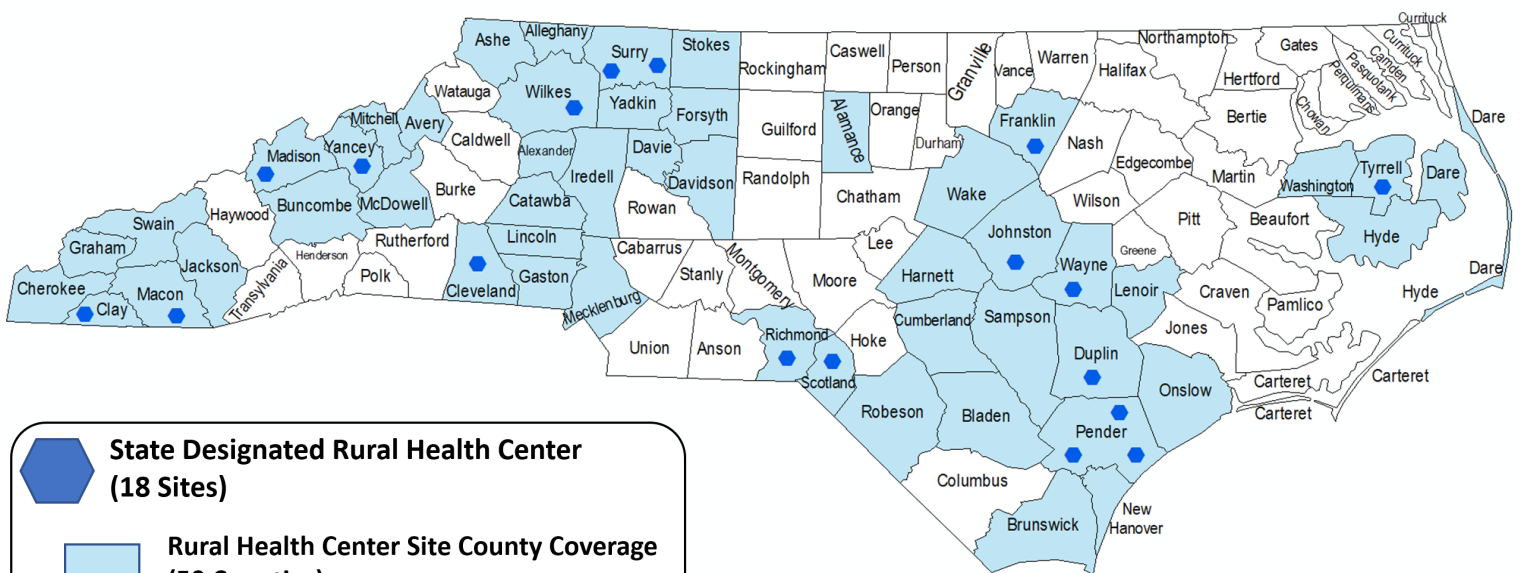 Currituck
Alleghany
Ashe
Surry
Stokes
Rockingham
Caswell
Person
Granville
Vance
Warren
Northampton
Halifax
Gates
Hertford
Currituck
Camden
Pasquotank
Perquimans
Chowan
Bertie
Dare
Watauga
Wilkes
Yadkin
Forsyth
Guilford
Alamance
Orange
Durham
Franklin
Nash
Edgecombe
Martin
Washington
Tyrrell
Dare
Mitchell
Avery
Caldwell
Alexander
Davie
Iredell
Davidson
Randolph
Chatham
Wake
Wilson
Pitt
Beaufort
Hyde
Madison
Yancey
Buncombe
McDowell
Burke
Catawba
Rowan
Swain
Haywood
Graham
Jackson
Henderson
Rutherford
Polk
Transylvania
Cleveland
Lincoln
Gaston
Cabarrus
Stanly
Montgomery
Moore
Lee
Harnett
Johnston
Wayne
Greene
Lenoir
Craven
Pamlico
Hyde
Dare
Cherokee
Clay
Macon
Mecklenburg
Union
Anson
Richmond
Scotland
Hoke
Cumberland
Sampson
Duplin
Jones
Onslow
Carteret
Carteret
Carteret
Robeson
Bladen
Pender
Columbus
Brunswick
New
Hanover
State Designated Rural Health Center
(18 Sites)
Rural Health Center Site County Coverage